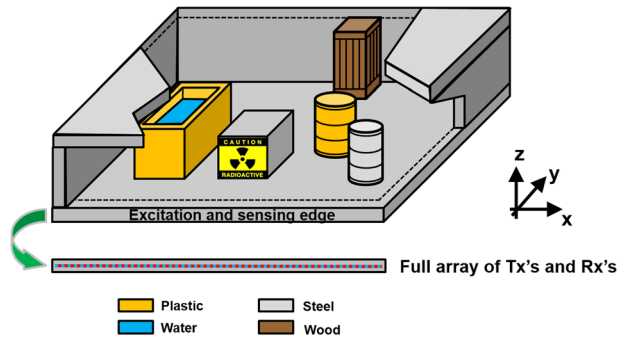 CAUTION
RADIOACTIVE
Excitation and sensing edge
z
y
x
Full array of Tx's and Rx's
Plastic
Steel
Water
Wood